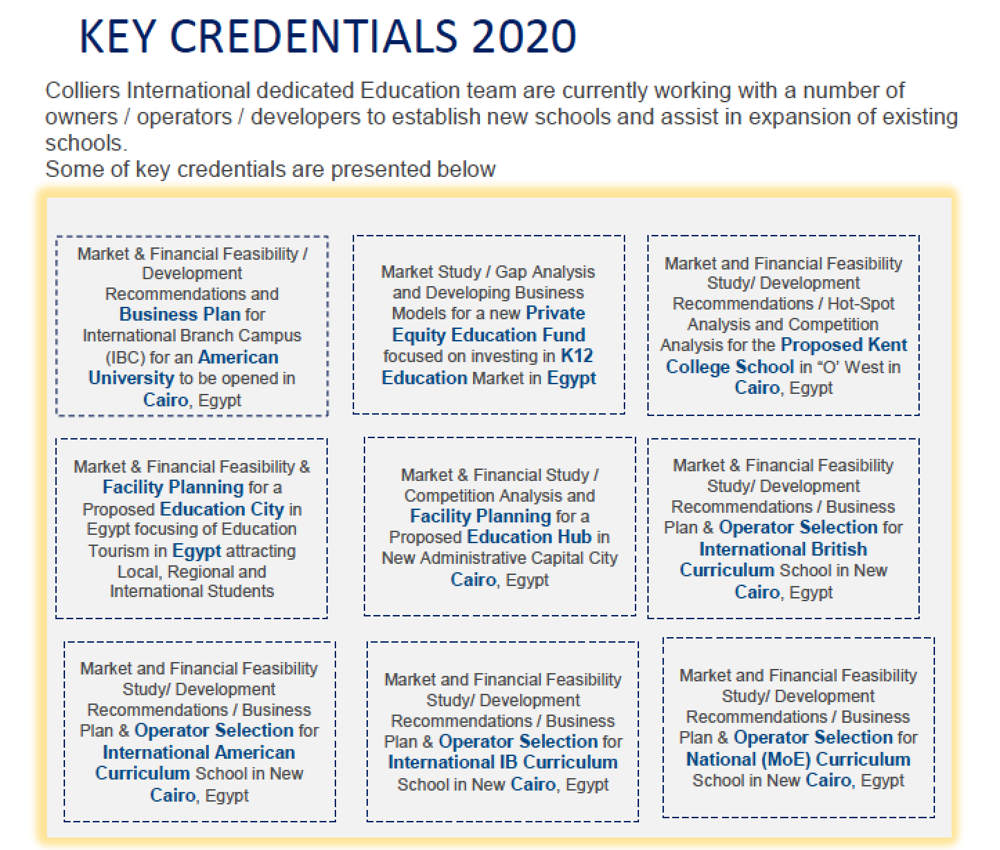 KEY CREDENTIALS 2020
Colliers International dedicated Education team are currently working with a number of
owners / operators / developers to establish new schools and assist in expansion of existing
schools.
Some of key credentials are presented below
Market & Financial Feasibility /
Development
Recommendations and
Business Plan for
International Branch Campus
(IBC) for an American
University to be opened in
Cairo, Egypt
Market Study / Gap Analysis
and Developing Business
Models for a new Private
Equity Education Fund
focused on investing in K12
Education Market in Egypt
Market and Financial Feasibility
Study/ Development
Recommendations / Hot-Spot
Analysis and Competition
Analysis for the Proposed Kent
College School in “O’ West in
Cairo, Egypt
Market & Financial Feasibility &
Facility Planning for a
Proposed Education City in
Egypt focusing of Education
Tourism in Egypt attracting
Local, Regional and
International Students
Market & Financial Study /
Competition Analysis and
Facility Planning for a
Proposed Education Hub in
New Administrative Capital City
Cairo, Egypt
Market & Financial Feasibility
Study/ Development
Recommendations / Business
Plan & Operator Selection for
International British
Curriculum School in New
Cairo, Egypt
Market and Financial Feasibility
Study/ Development
Recommendations / Business
Plan & Operator Selection for
International American
Curriculum School in New
Cairo, Egypt
Market and Financial Feasibility
Study/ Development
Recommendations / Business
Plan & Operator Selection for
International IB Curriculum
School in New Cairo, Egypt
Market and Financial Feasibility
Study/ Development
Recommendations / Business
Plan & Operator Selection for
National (MoE) Curriculum
School in New Cairo, Egypt